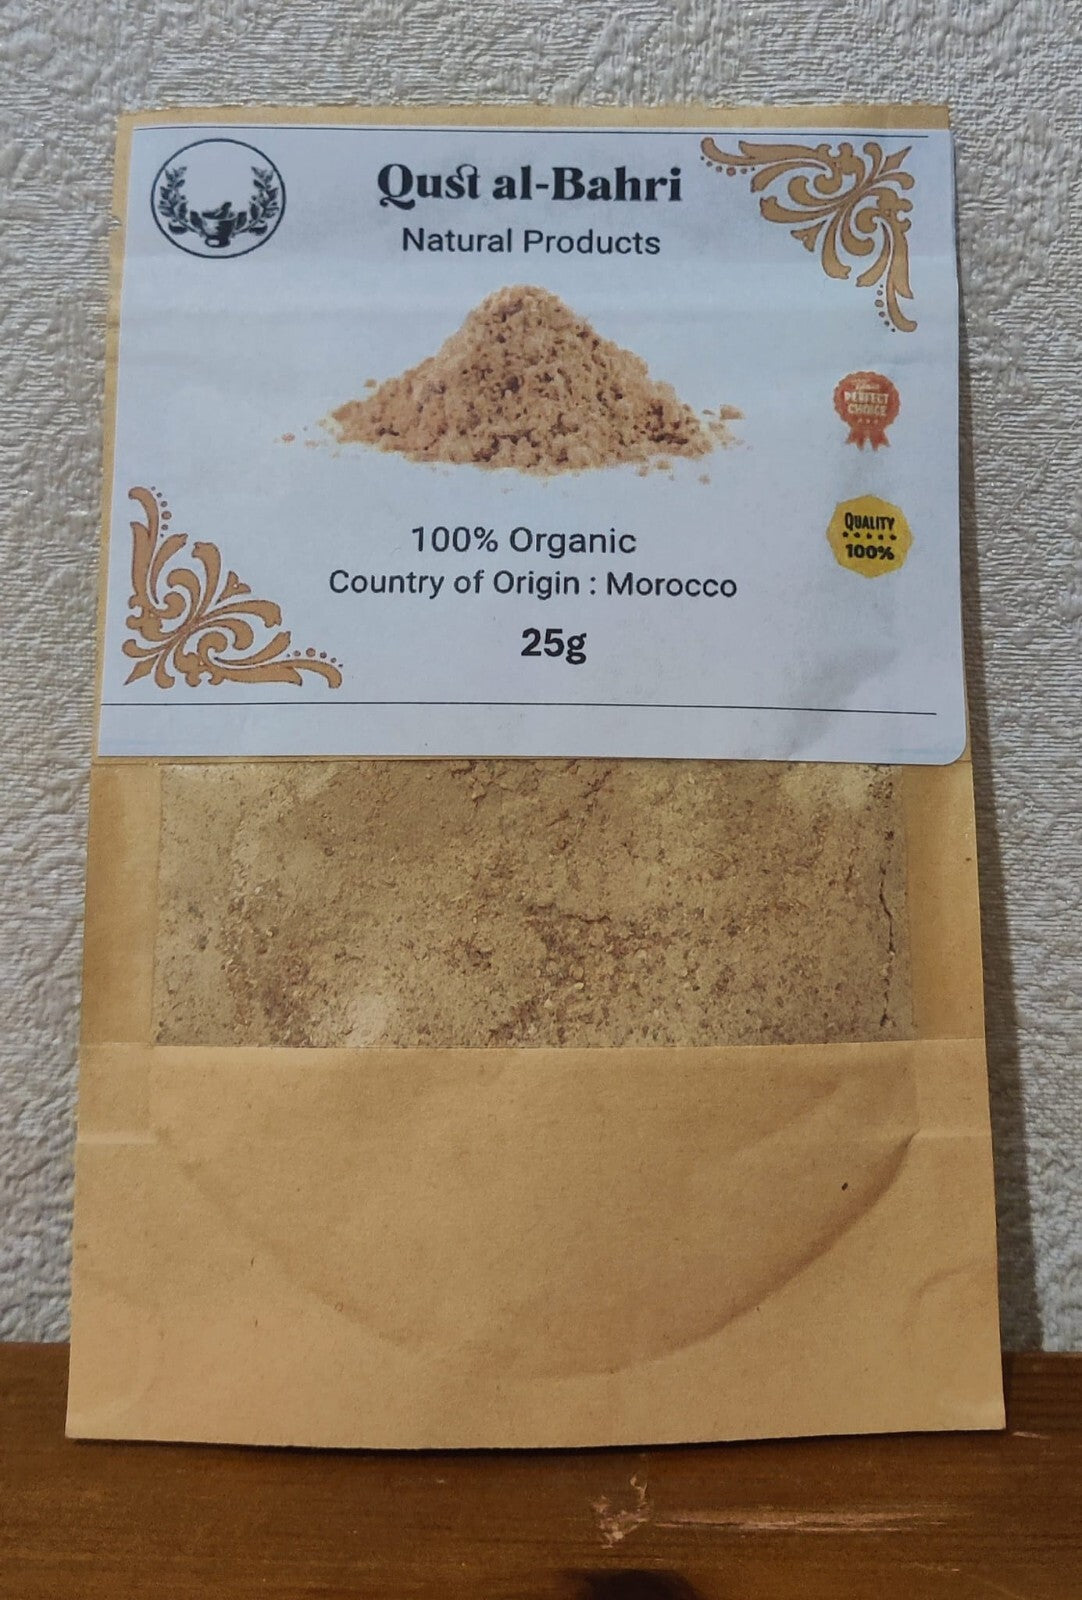 Qust al-Bahri
Natural Products
PERFECT
CHOICE
QUALITY
100%
100% Organic
Country of Origin : Morocco
25g